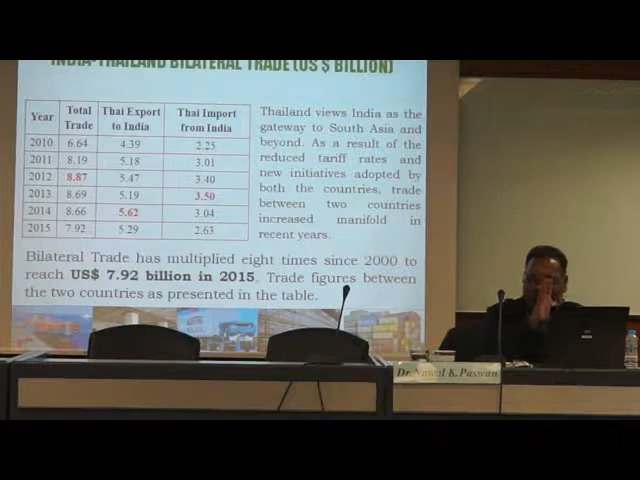 INDIA-THAILAND BILATERAL TRADE (US $ BILLION)
Year Total Trade Thai Export to India Thai Import from India
2010 6.64 4.39 2.25
2011 8.19 5.18 3.01
2012 8.87 5.47 3.40
2013 8.69 5.19 3.50
2014 8.66 5.62 3.04
2015 7.92 5.29 2.63
Thailand views India as the
gateway to South Asia and
beyond. As a result of the
reduced tariff rates and
new initiatives adopted by
both the countries, trade
between two countries
increased manifold in
recent years.
Bilateral Trade has multiplied eight times since 2000 to
reach US$ 7.92 billion in 2015. Trade figures between
the two countries as presented in the table.
Dr. Nawal K. Paswan